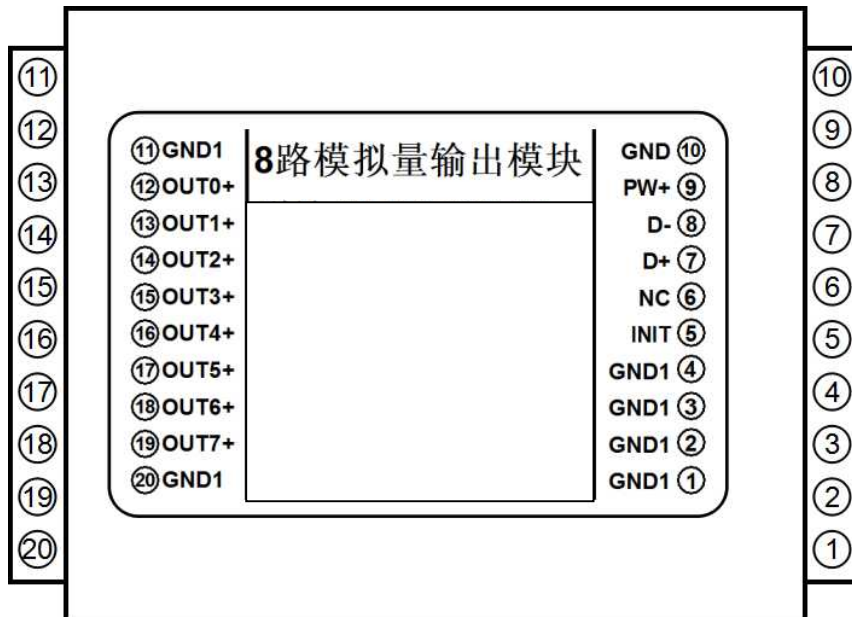 ⑪
⑫
⑬
⑭
⑮
⑯
⑰
⑱
⑲
⑳
⑪GND1
⑫OUT0+
⑬OUT1+
⑭OUT2+
⑮OUT3+
⑯OUT4+
⑰OUT5+
⑱OUT6+
⑲OUT7+
⑳GND1
8路模拟量输出模块
GND ⑩
PW+ ⑨
D- ⑧
D+ ⑦
NC ⑥
INIT ⑤
GND1 ④
GND1 ③
GND1 ②
GND1 ①
⑩
⑨
⑧
⑦
⑥
⑤
④
③
②
①